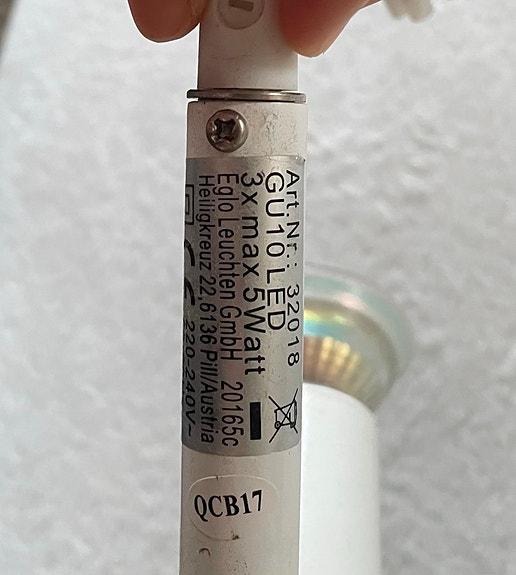 Art.Nr.: 32018
GU10 LED
3x max 5Watt
Eglo Leuchten GmbH 20165c
Heiligkreuz 22,6136 Pill/Austria
CE 220-240V~
QCB17